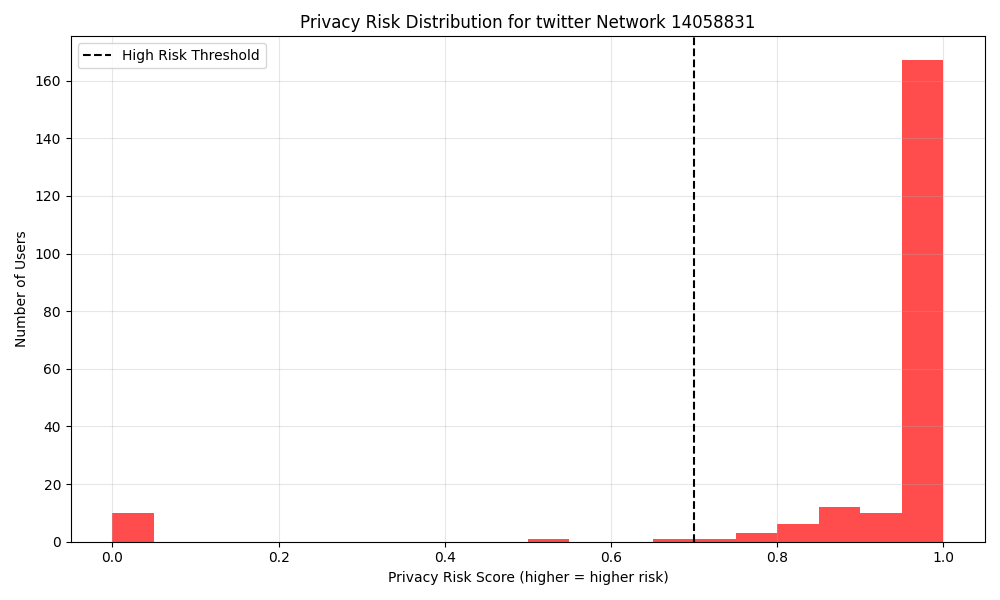 Privacy Risk Distribution for twitter Network 14058831
High Risk Threshold
Number of Users
160
140
120
100
80
60
40
20
0
0.0 0.2 0.4 0.6 0.8 1.0
Privacy Risk Score (higher = higher risk)